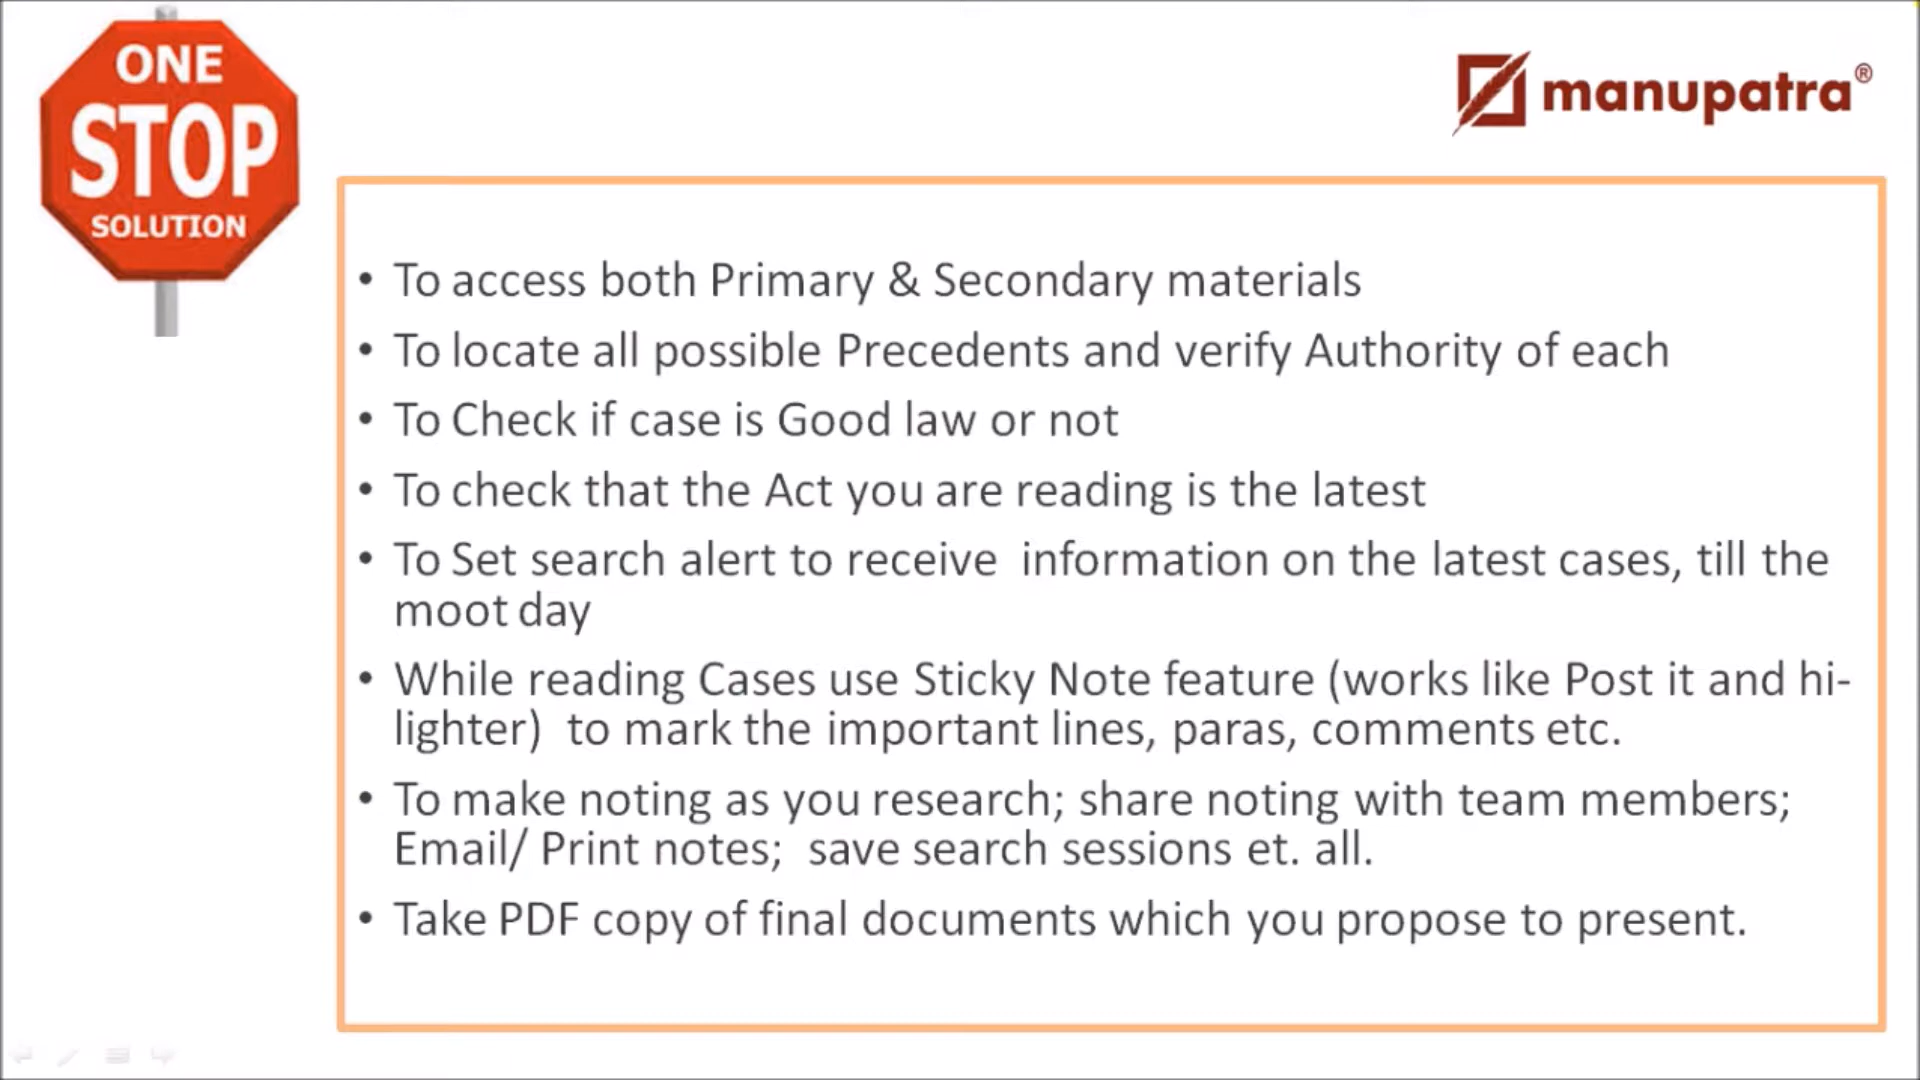 ONE
STOP
SOLUTION
manupatra®
• To access both Primary & Secondary materials
• To locate all possible Precedents and verify Authority of each
• To Check if case is Good law or not
• To check that the Act you are reading is the latest
• To Set search alert to receive  information on the latest cases, till the
moot day
• While reading Cases use Sticky Note feature (works like Post it and hi-
lighter)  to mark the important lines, paras, comments etc.
• To make noting as you research; share noting with team members;
Email/ Print notes;  save search sessions et. all.
• Take PDF copy of final documents which you propose to present.